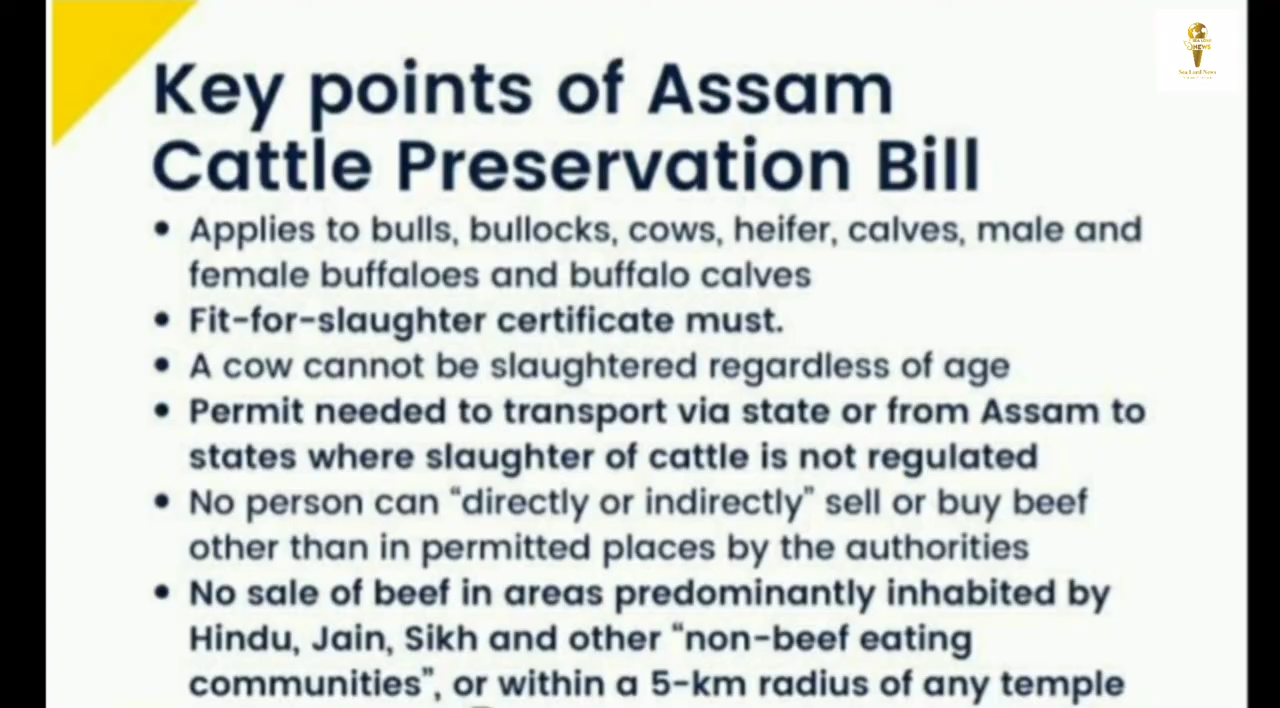 NEWS
Sea Lord News
Key points of Assam
Cattle Preservation Bill
• Applies to bulls, bullocks, cows, heifer, calves, male and
female buffaloes and buffalo calves
• Fit-for-slaughter certificate must.
• A cow cannot be slaughtered regardless of age
• Permit needed to transport via state or from Assam to
states where slaughter of cattle is not regulated
• No person can “directly or indirectly” sell or buy beef
other than in permitted places by the authorities
• No sale of beef in areas predominantly inhabited by
Hindu, Jain, Sikh and other “non-beef eating
communities”, or within a 5-km radius of any temple